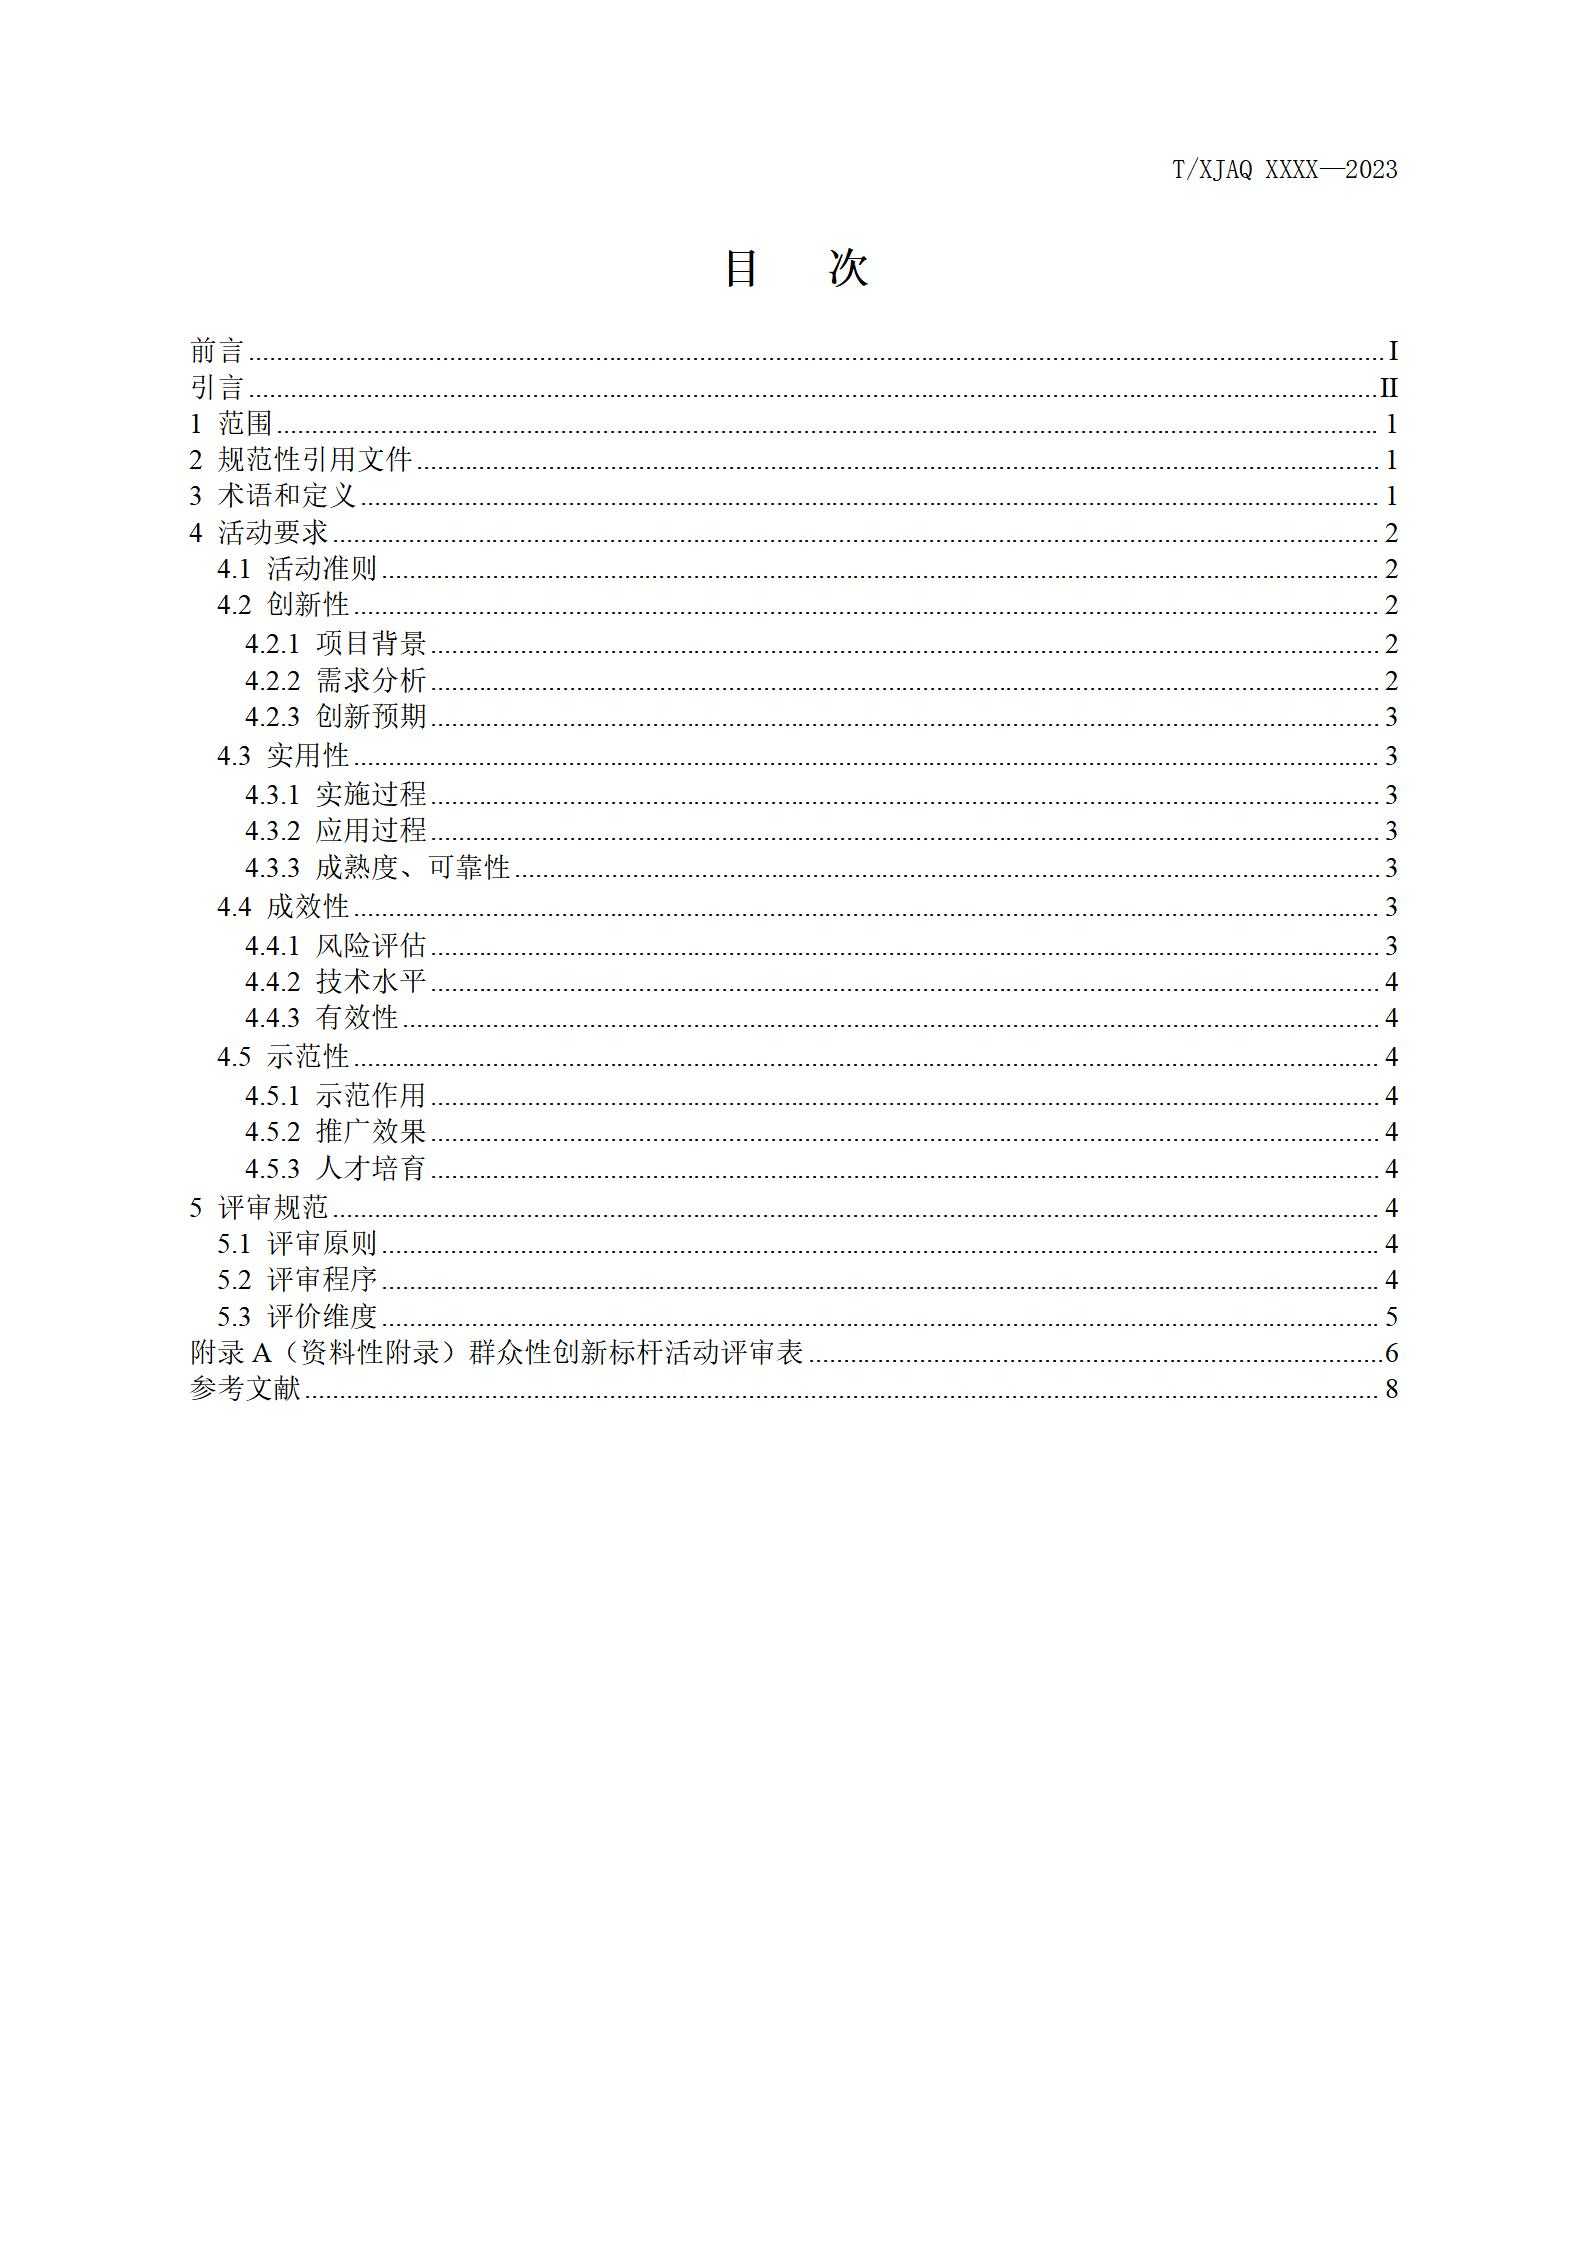 T/XJAQ XXXX—2023
目 次
前言 I
引言 II
1 范围 1
2 规范性引用文件 1
3 术语和定义 1
4 活动要求 2
4.1 活动准则 2
4.2 创新性 2
4.2.1 项目背景 2
4.2.2 需求分析 2
4.2.3 创新预期 3
4.3 实用性 3
4.3.1 实施过程 3
4.3.2 应用过程 3
4.3.3 成熟度、可靠性 3
4.4 成效性 3
4.4.1 风险评估 3
4.4.2 技术水平 4
4.4.3 有效性 4
4.5 示范性 4
4.5.1 示范作用 4
4.5.2 推广效果 4
4.5.3 人才培育 4
5 评审规范 4
5.1 评审原则 4
5.2 评审程序 4
5.3 评价维度 5
附录 A（资料性附录）群众性创新标杆活动评审表 6
参考文献 8